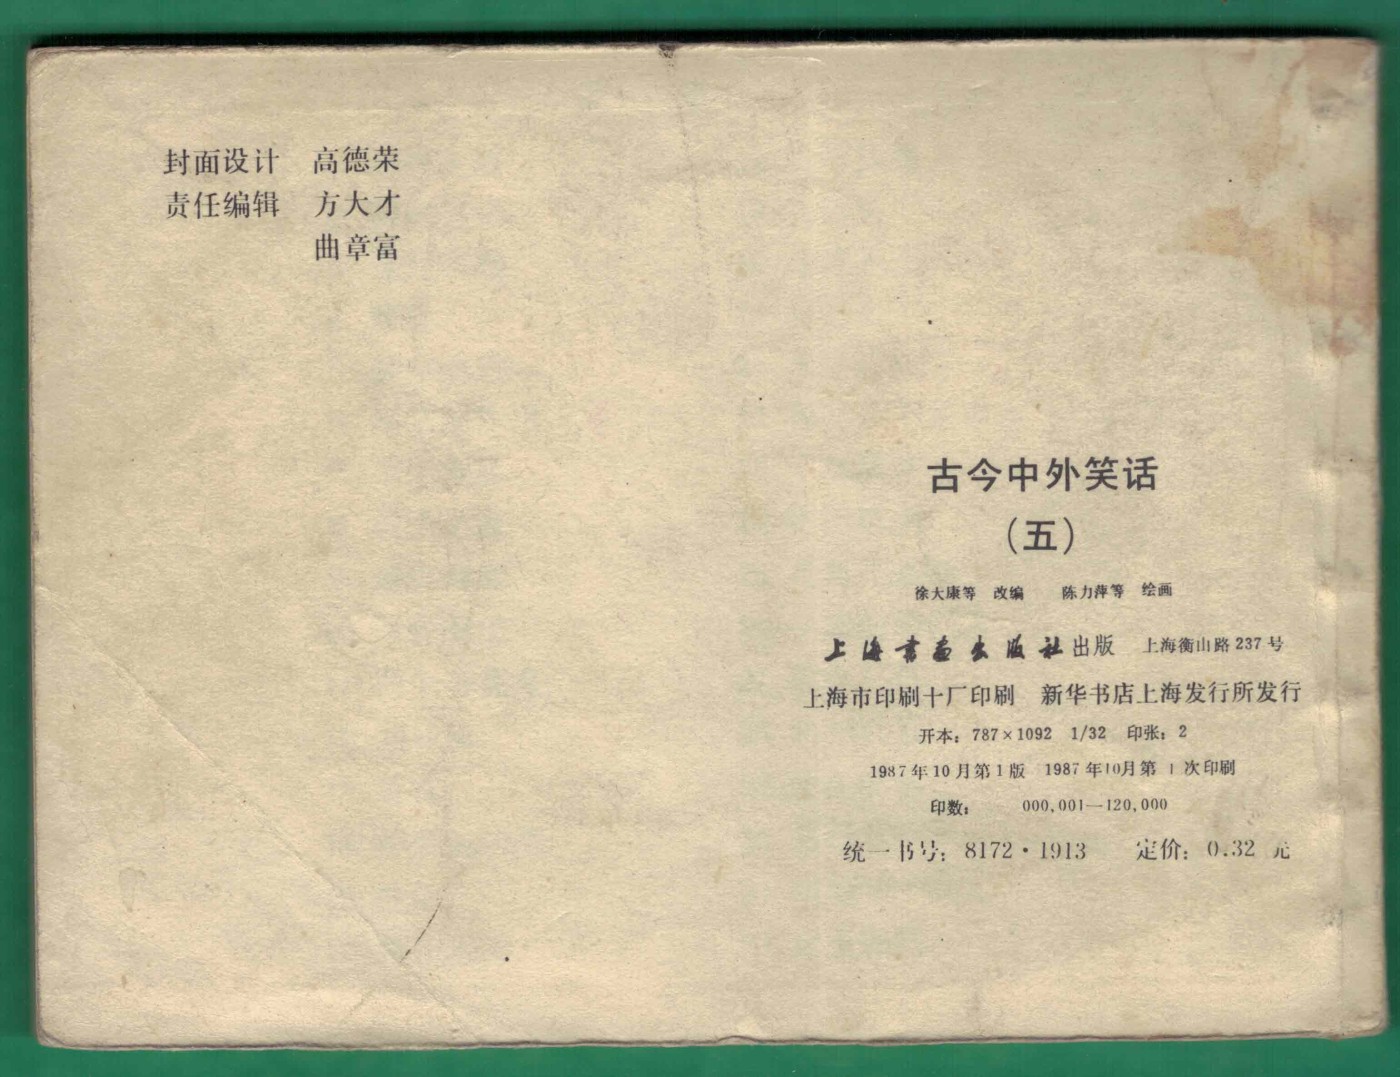 封面设计 高德荣
责任编辑 方大才
曲章富
古今中外笑话
（五）
徐大康等 改编 陈力萍等 绘画
上海书画出版社出版 上海衡山路237号
上海市印刷十厂印刷 新华书店上海发行所发行
开本：787×1092 1/32 印张：2
1987年10月第1版 1987年10月第1次印刷
印数： 000,001—120,000
统一书号：8172·1913 定价：0.32元